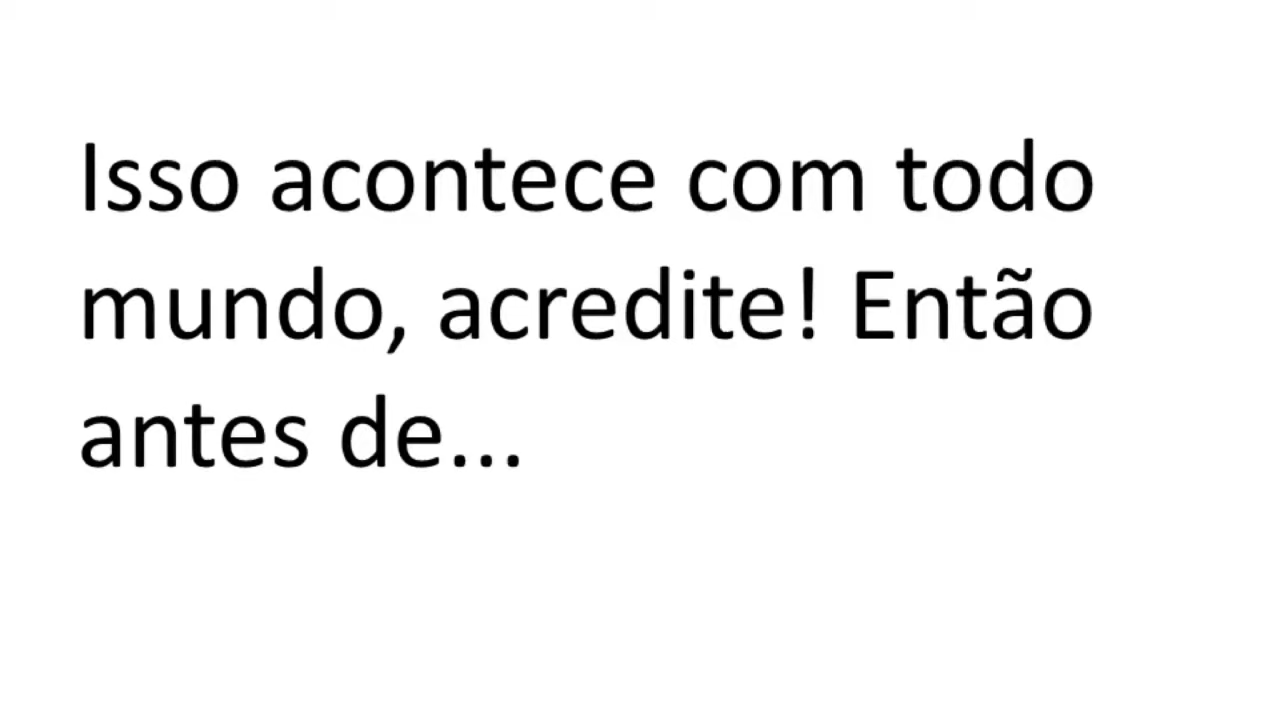 Isso acontece com todo
mundo, acredite! Então
antes de...